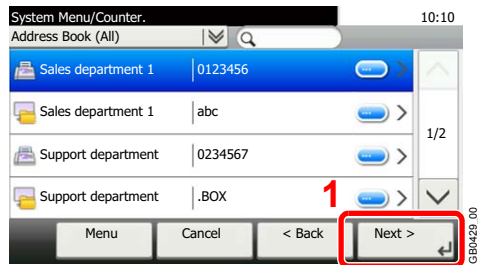 System Menu/Counter. 10:10
Address Book (All)
Sales department 1 0123456
Sales department 1 abc
1/2
Support department 0234567
Support department .BOX
1
Menu Cancel < Back Next >
GB0429_00